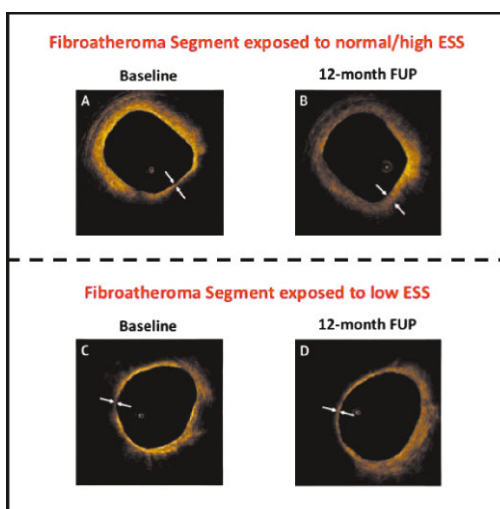 Fibroatheroma Segment exposed to normal/high ESS
Baseline
12-month FUP
A
B
Fibroatheroma Segment exposed to low ESS
Baseline
12-month FUP
C
D